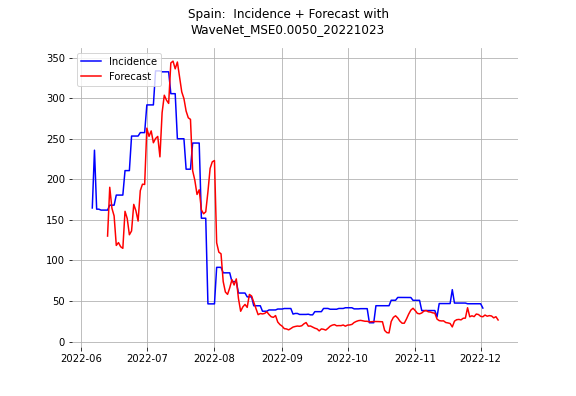 Spain:  Incidence + Forecast with
WaveNet_MSE0.0050_20221023
Incidence
Forecast
350
300
250
200
150
100
50
0
2022-06 2022-07 2022-08 2022-09 2022-10 2022-11 2022-12